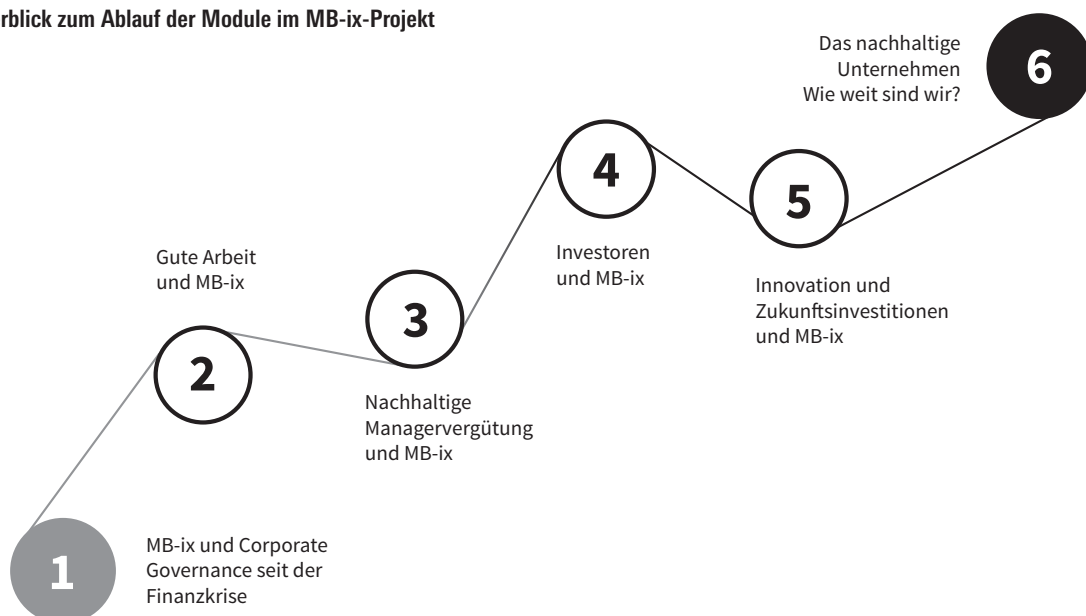 rblick zum Ablauf der Module im MB-ix-Projekt
1
MB-ix und Corporate
Governance seit der
Finanzkrise
2
Gute Arbeit
und MB-ix
3
Nachhaltige
Managervergütung
und MB-ix
4
Investoren
und MB-ix
5
Innovation und
Zukunftsinvestitionen
und MB-ix
6
Das nachhaltige
Unternehmen
Wie weit sind wir?